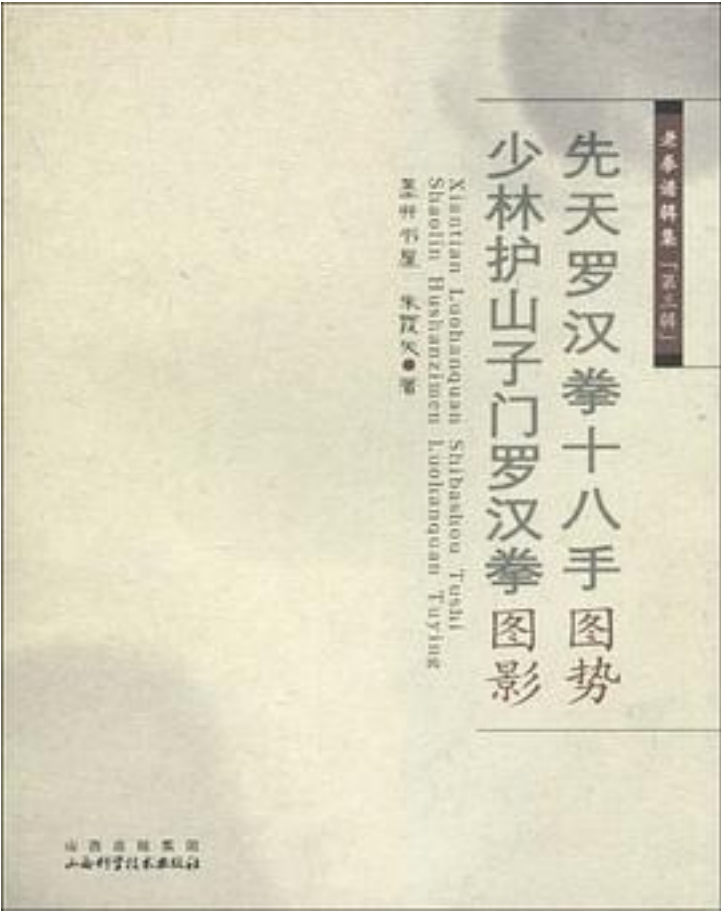 老拳谱辑集「第三辑」
先天罗汉拳十八手图势
少林护山子门罗汉拳图影
Xiantian Luohanquan Shibashou Tushi
Shaolin Hushanzimen Luohanquan Tuying
朱霞天●著
山西出版集团
山西科学技术出版社